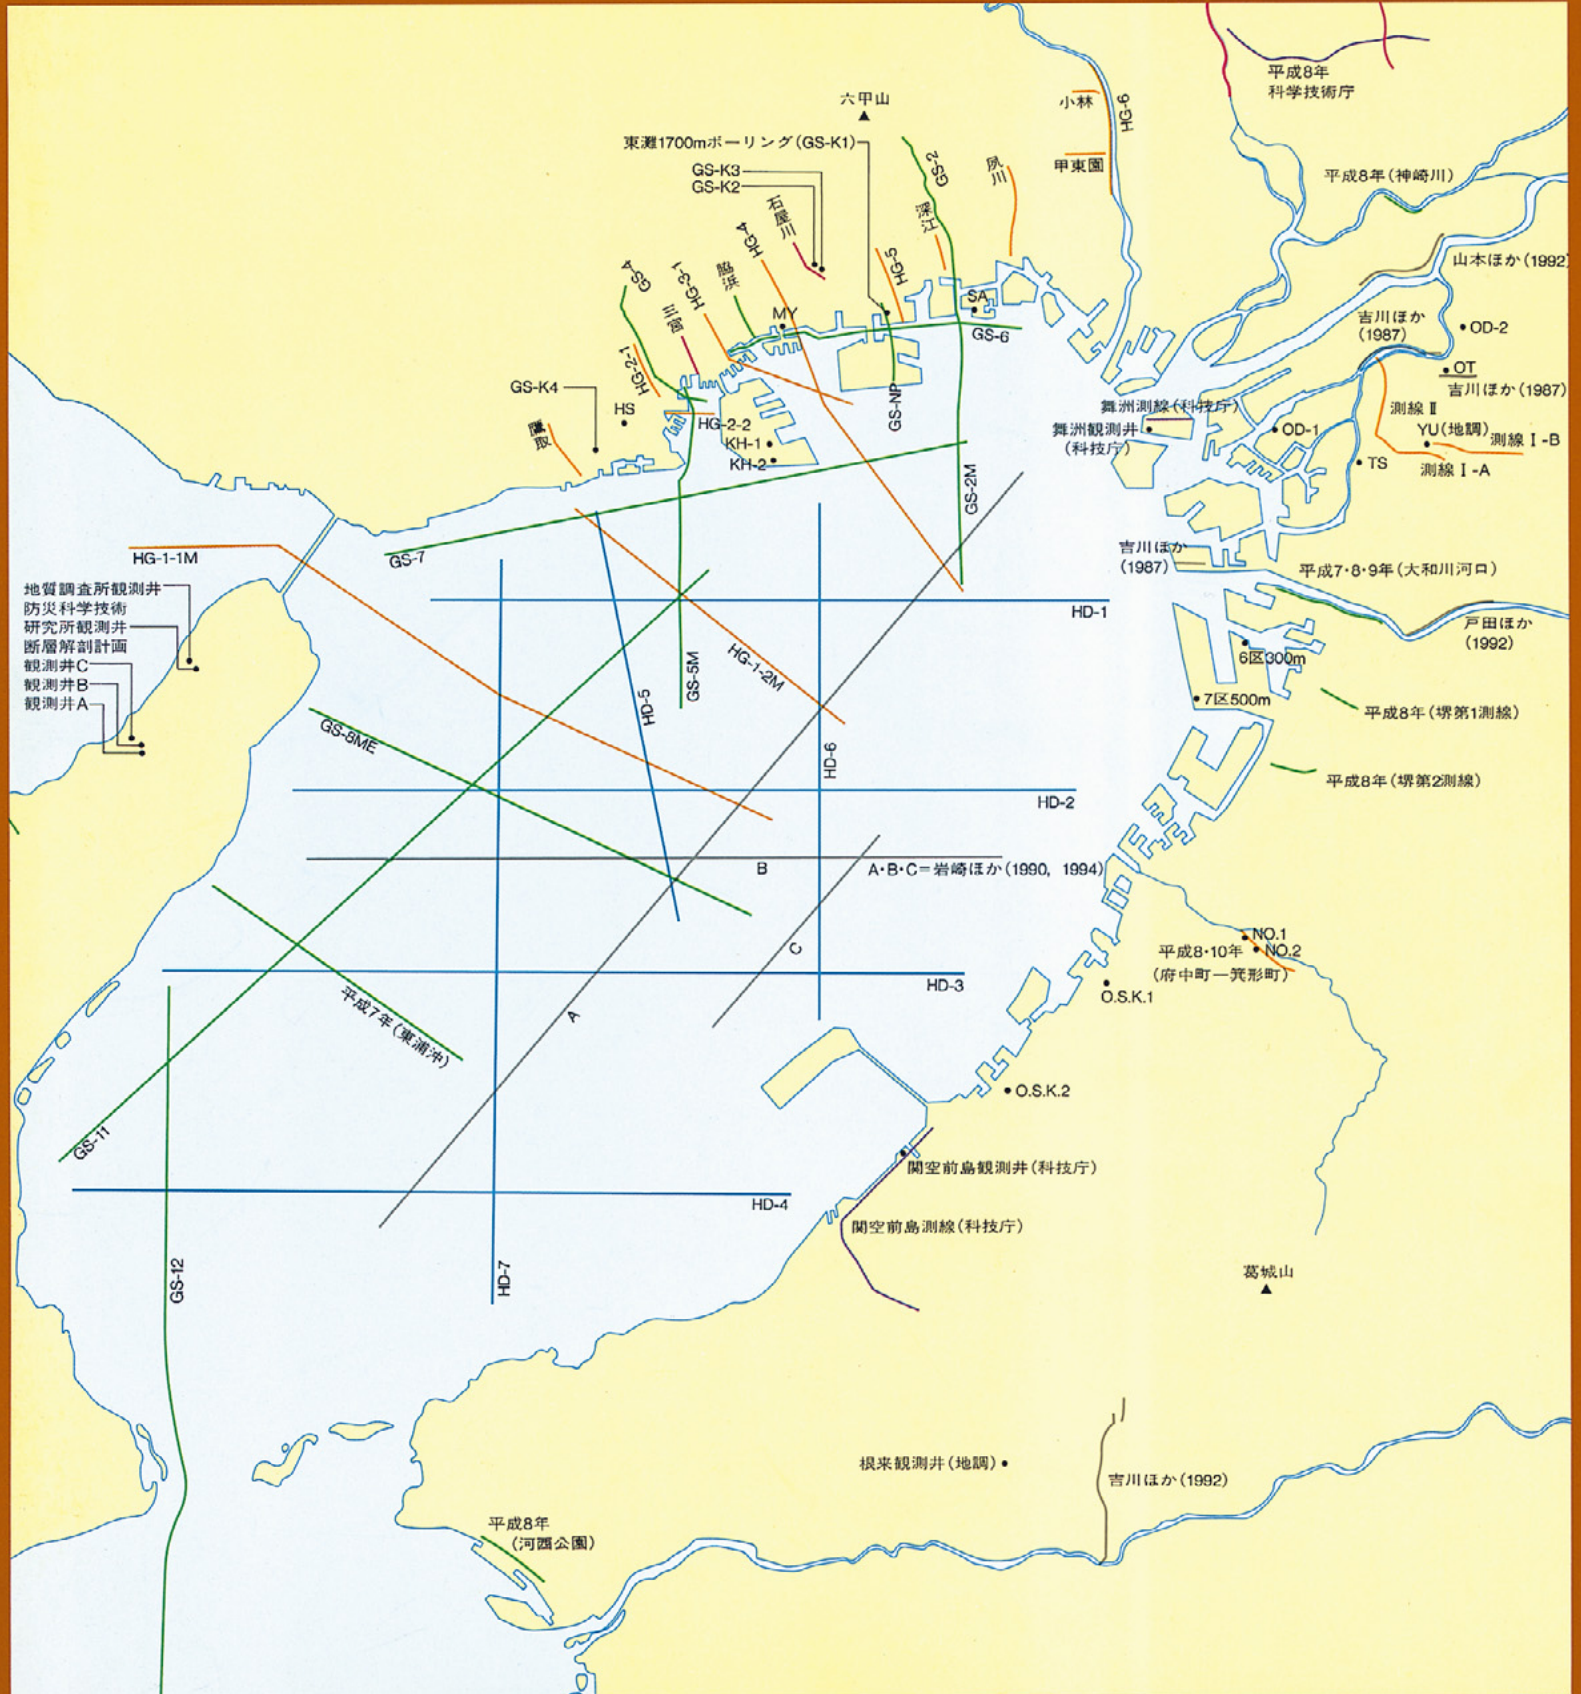 平成8年
科学技術庁
六甲山
小林
HG-6
東灘1700mボーリング(GS-K1)
GS-K3
GS-K2
石屋川
GS-2
深江
夙川
甲東園
平成8年(神崎川)
山本ほか(1992)
HG-4
HG-5
脇浜
HG-3-1
GS-4
MY
SA
GS-6
吉川ほか
(1987)
OD-2
OT
吉川ほか(1987)
HG-2-1
GS-K4
HS
GS-NP
HG-2-2
KH-1
KH-2
舞洲測線(科技庁)
舞洲観測井
(科技庁)
OD-1
測線Ⅱ
YU(地調)
測線Ⅰ-B
測線Ⅰ-A
TS
GS-2M
HG-1-1M
GS-7
吉川ほか
(1987)
平成7・8・9年(大和川河口)
地質調査所観測井
防災科学技術
研究所観測井
断層解剖計画
観測井C
観測井B
観測井A
HD-1
戸田ほか
(1992)
6区300m
7区500m
HG-1-2M
GS-5M
HD-5
HD-6
GS-8ME
平成8年(堺第1測線)
平成8年(堺第2測線)
HD-2
B
A・B・C=岩崎ほか(1990, 1994)
C
NO.1
NO.2
平成8・10年
(府中町—箕形町)
HD-3
O.S.K.1
平成7年(東浦沖)
A
O.S.K.2
GS-11
関空前島観測井(科技庁)
HD-4
関空前島測線(科技庁)
GS-12
HD-7
葛城山
根来観測井(地調)
吉川ほか(1992)
平成8年
(河西公園)